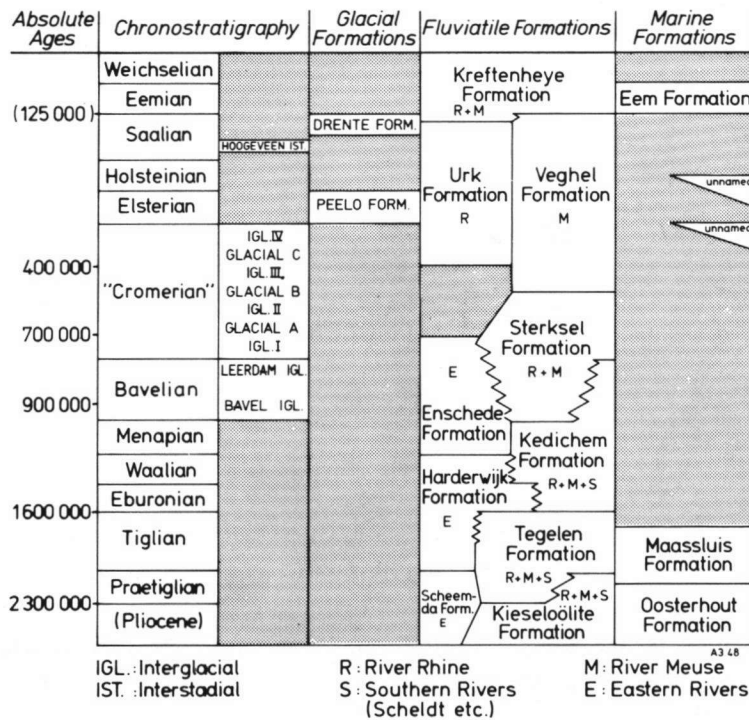 Absolute Ages
Chronostratigraphy
Glacial Formations
Fluviatile Formations
Marine Formations
Weichselian
Eemian
(125 000)
Saalian
HOOGEVEEN IST.
Holsteinian
Elsterian
400 000
"Cromerian"
IGL. IV
GLACIAL C
IGL. III.
GLACIAL B
IGL. II
GLACIAL A
IGL. I
700 000
LEERDAM IGL.
Bavelian
900 000
BAVEL IGL.
Menapian
Waalian
Eburonian
1600 000
Tiglian
Praetiglian
2 300 000
(Pliocene)
DRENTE FORM.
PEELO FORM.
Kreftenheye
Formation
R+M
Urk
Formation
R
Veghel
Formation
M
Sterksel
Formation
R + M
E
Enschede
Formation
Kedichem
Formation
R+M+S
Harderwijk
Formation
E
Tegelen
Formation
R+M+S
R+M+S
Scheem-
da Form.
E
Kieseloölite
Formation
Eem Formation
unnamed
unnamed
Maassluis
Formation
Oosterhout
Formation
A3 48
IGL.: Interglacial
R : River Rhine
M : River Meuse
IST. : Interstadial
S : Southern Rivers
E : Eastern Rivers
(Scheldt etc.)